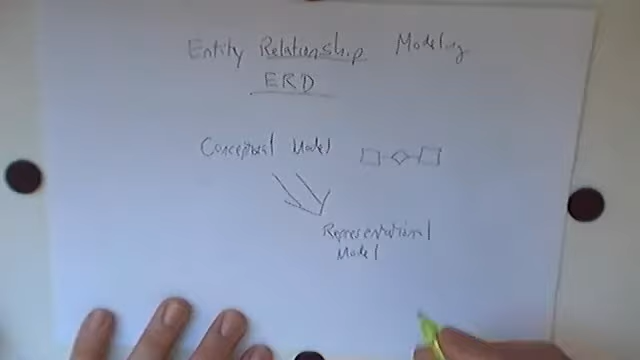 Entity Relationship Modeling
ERD
Conceptual Model
Representational
Model